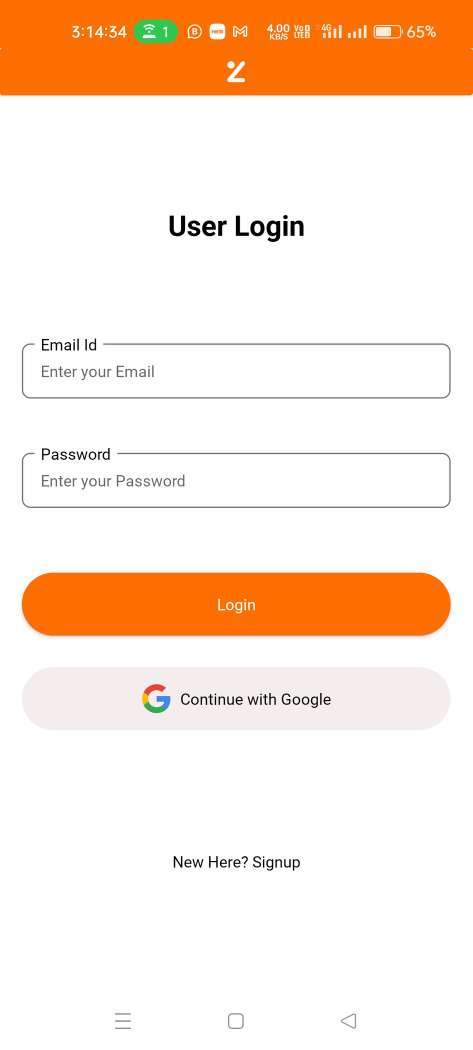 3:14:34 1 4.00 KB/S Vo LTE 4G 65%
User Login
Email Id
Enter your Email
Password
Enter your Password
Login
Continue with Google
New Here? Signup